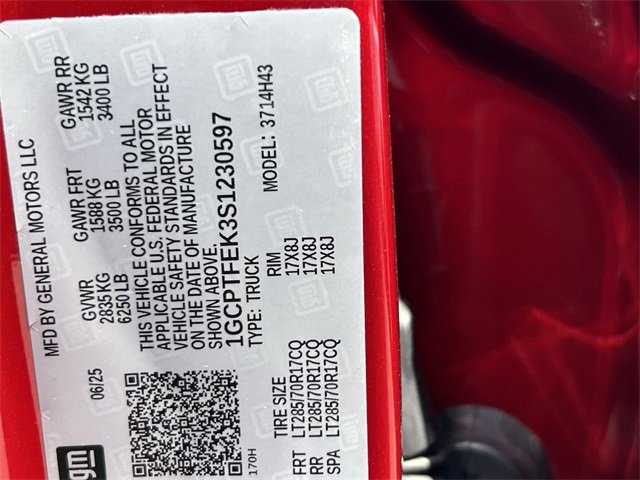 gm
06/25
MFD BY GENERAL MOTORS LLC
GVWR GAWR FRT GAWR RR
2835 KG 1588 KG 1542 KG
6250 LB 3500 LB 3400 LB
THIS VEHICLE CONFORMS TO ALL
APPLICABLE U.S. FEDERAL MOTOR
VEHICLE SAFETY STANDARDS IN EFFECT
ON THE DATE OF MANUFACTURE
SHOWN ABOVE.
1GCPTFEK3S1230597
TYPE: TRUCK MODEL: 3714H43
170H
TIRE SIZE RIM
FRT LT285/70R17CQ 17X8J
RR LT285/70R17CQ 17X8J
SPA LT285/70R17CQ 17X8J